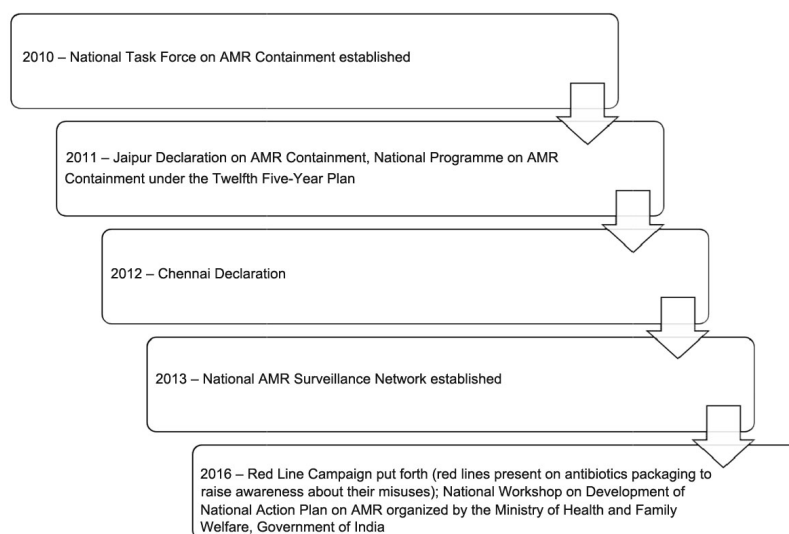 2010 – National Task Force on AMR Containment established
2011 – Jaipur Declaration on AMR Containment, National Programme on AMR
Containment under the Twelfth Five-Year Plan
2012 – Chennai Declaration
2013 – National AMR Surveillance Network established
2016 – Red Line Campaign put forth (red lines present on antibiotics packaging to
raise awareness about their misuses); National Workshop on Development of
National Action Plan on AMR organized by the Ministry of Health and Family
Welfare, Government of India